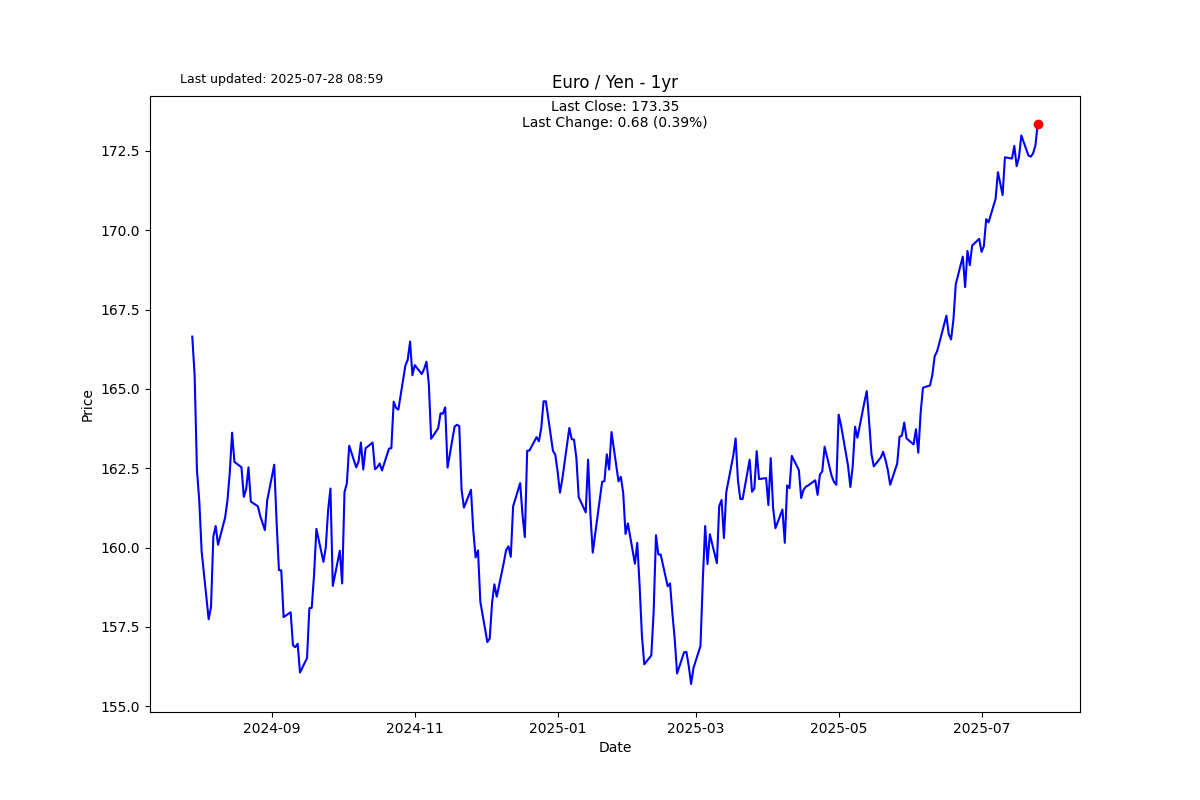 Last updated: 2025-07-28 08:59
Euro / Yen - 1yr
Last Close: 173.35
Last Change: 0.68 (0.39%)
172.5
170.0
167.5
165.0
162.5
160.0
157.5
155.0
Price
2024-09
2024-11
2025-01
2025-03
2025-05
2025-07
Date